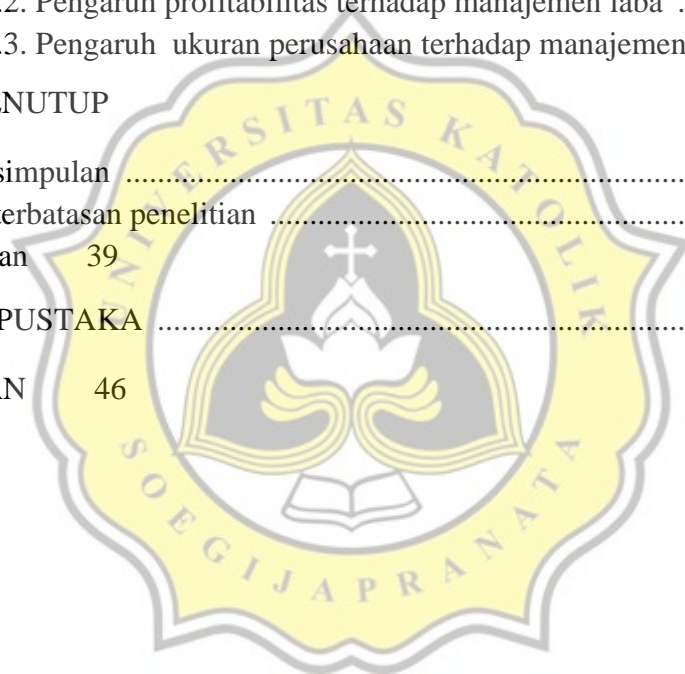 .2. Pengaruh profitabilitas terhadap manajemen laba .
.3. Pengaruh ukuran perusahaan terhadap manajemen
ENUTUP
simpulan ........................................................................
terbatasan penelitian ......................................................
an 39
PUSTAKA .....................................................................
AN 46
UNIVERSITAS KATOLIK
SOEGIJAPRANATA